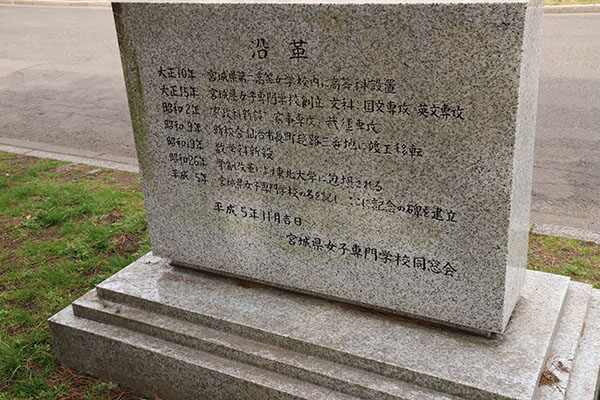 沿革
大正10年 宮城県第一高等女学校内に高等科設置
大正15年 宮城県女子専門学校創立 文科 国文専攻 英文専攻
昭和2年 家政科新設 家事専攻 裁縫専攻
昭和9年 新校舎仙台市長町越路三番地に竣工移転
昭和19年 数学科新設
昭和26年 学制改革により東北大学に包摂される
平成5年 宮城県女子専門学校の名を記し ここに記念の碑を建立
平成5年11月吉日
宮城県女子専門学校同窓会